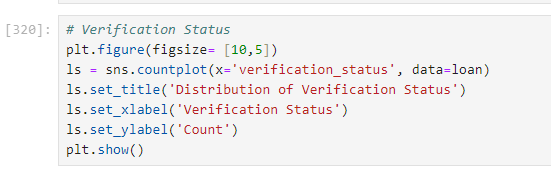 [320]: # Verification Status
plt.figure(figsize= [10,5])
ls = sns.countplot(x='verification_status', data=loan)
ls.set_title('Distribution of Verification Status')
ls.set_xlabel('Verification Status')
ls.set_ylabel('Count')
plt.show()